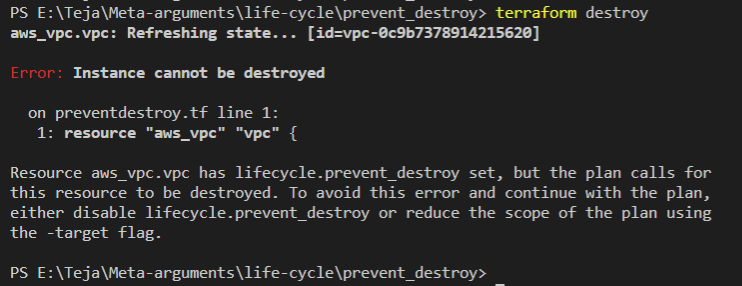 PS E:\Teja\Meta-arguments\life-cycle\prevent_destroy> terraform destroy
aws_vpc.vpc: Refreshing state... [id=vpc-0c9b7378914215620]
Error: Instance cannot be destroyed
on preventdestroy.tf line 1:
1: resource "aws_vpc" "vpc" {
Resource aws_vpc.vpc has lifecycle.prevent_destroy set, but the plan calls for
this resource to be destroyed. To avoid this error and continue with the plan,
either disable lifecycle.prevent_destroy or reduce the scope of the plan using
the -target flag.
PS E:\Teja\Meta-arguments\life-cycle\prevent_destroy>